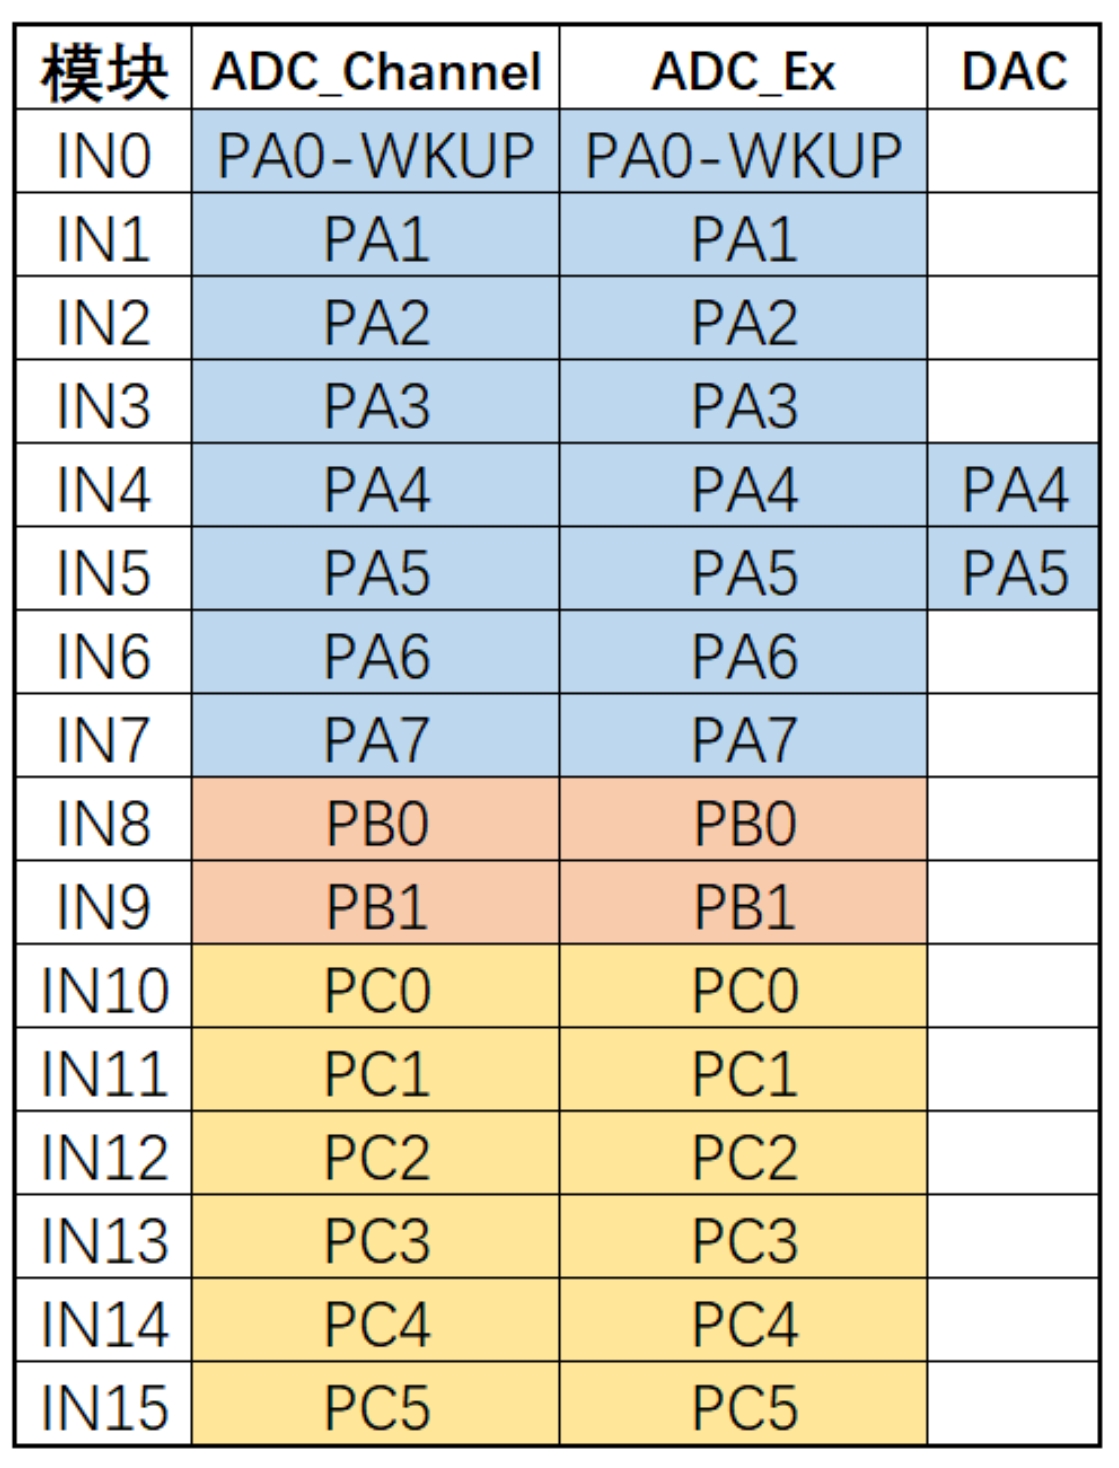 模块 ADC_Channel ADC_Ex DAC
IN0 PA0-WKUP PA0-WKUP
IN1 PA1 PA1
IN2 PA2 PA2
IN3 PA3 PA3
IN4 PA4 PA4 PA4
IN5 PA5 PA5 PA5
IN6 PA6 PA6
IN7 PA7 PA7
IN8 PB0 PB0
IN9 PB1 PB1
IN10 PC0 PC0
IN11 PC1 PC1
IN12 PC2 PC2
IN13 PC3 PC3
IN14 PC4 PC4
IN15 PC5 PC5